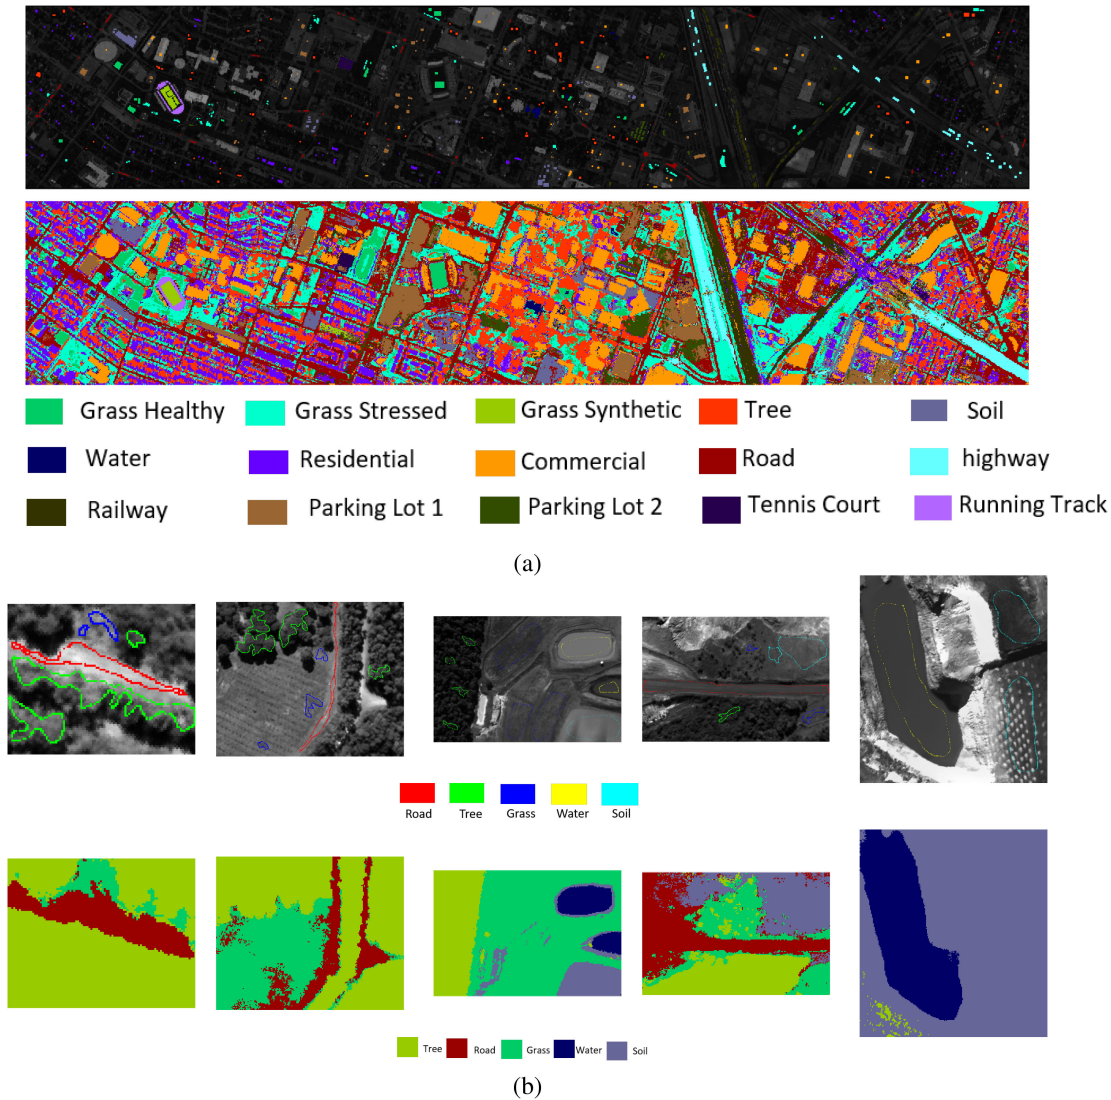 Grass Healthy Grass Stressed Grass Synthetic Tree Soil
Water Residential Commercial Road highway
Railway Parking Lot 1 Parking Lot 2 Tennis Court Running Track
(a)
Road Tree Grass Water Soil
Tree Road Grass Water Soil
(b)